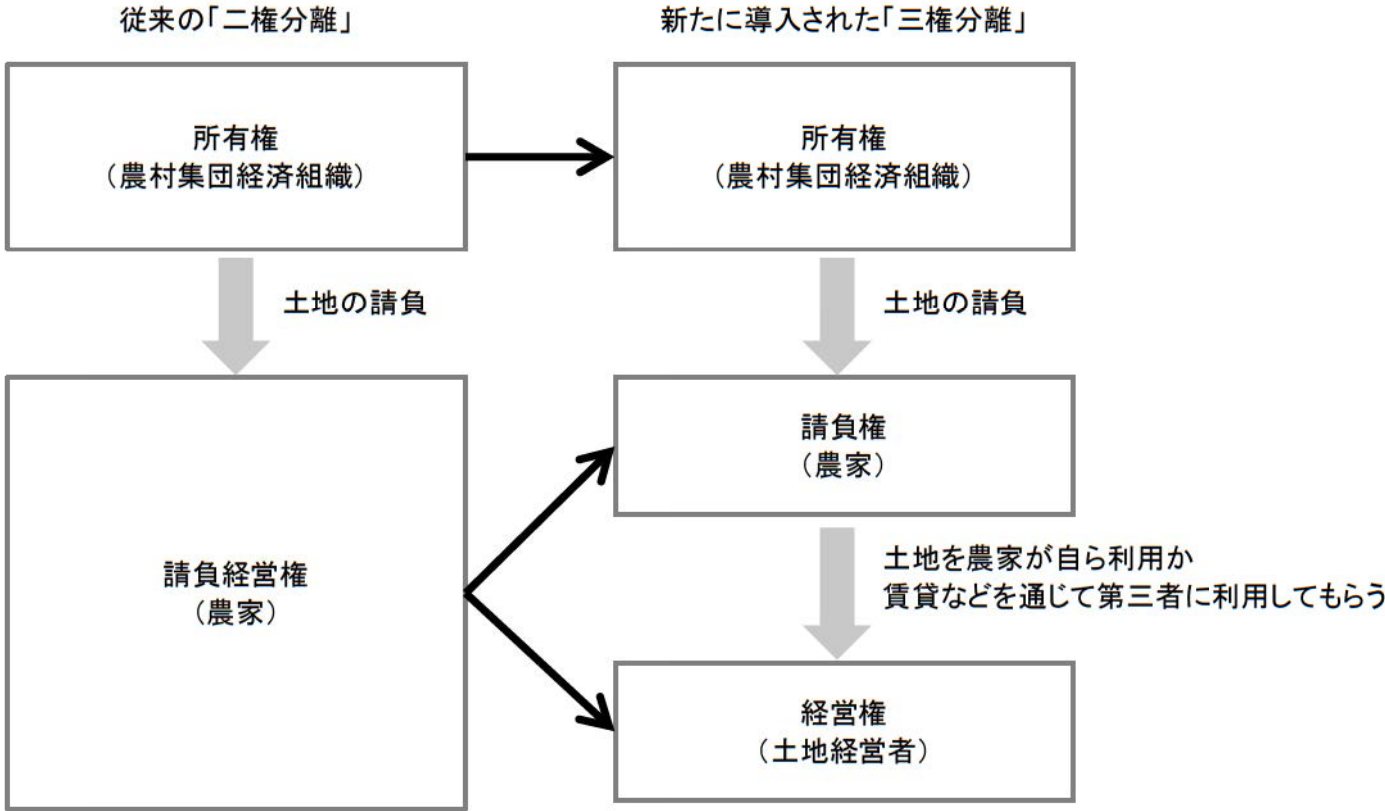 従来の「二権分離」
新たに導入された「三権分離」
所有権
（農村集団経済組織）
所有権
（農村集団経済組織）
土地の請負
土地の請負
請負経営権
（農家）
請負権
（農家）
土地を農家が自ら利用か
賃貸などを通じて第三者に利用してもらう
経営権
（土地経営者）